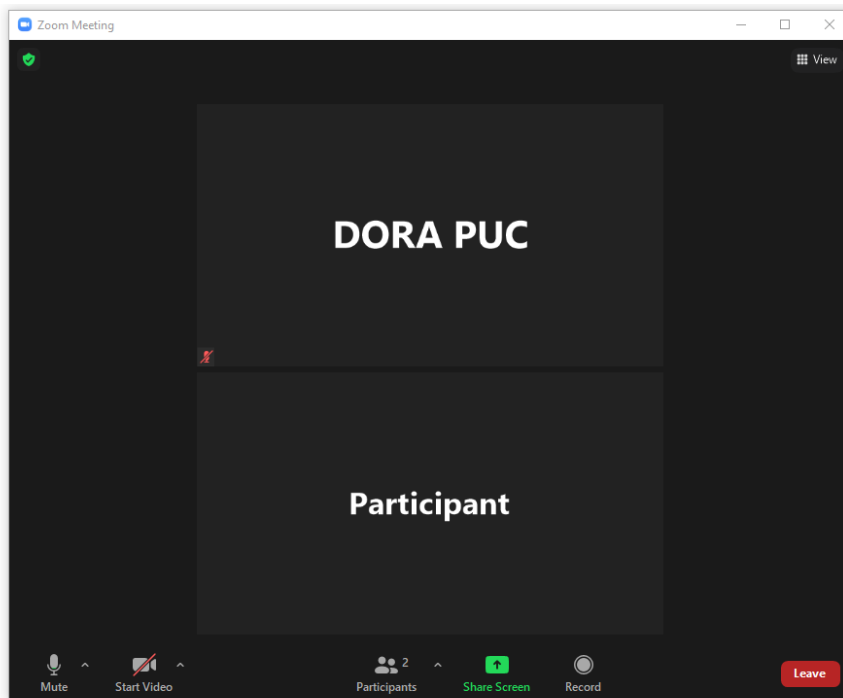 Zoom Meeting
View
DORA PUC
Participant
2
Mute
Start Video
Participants
Share Screen
Record
Leave